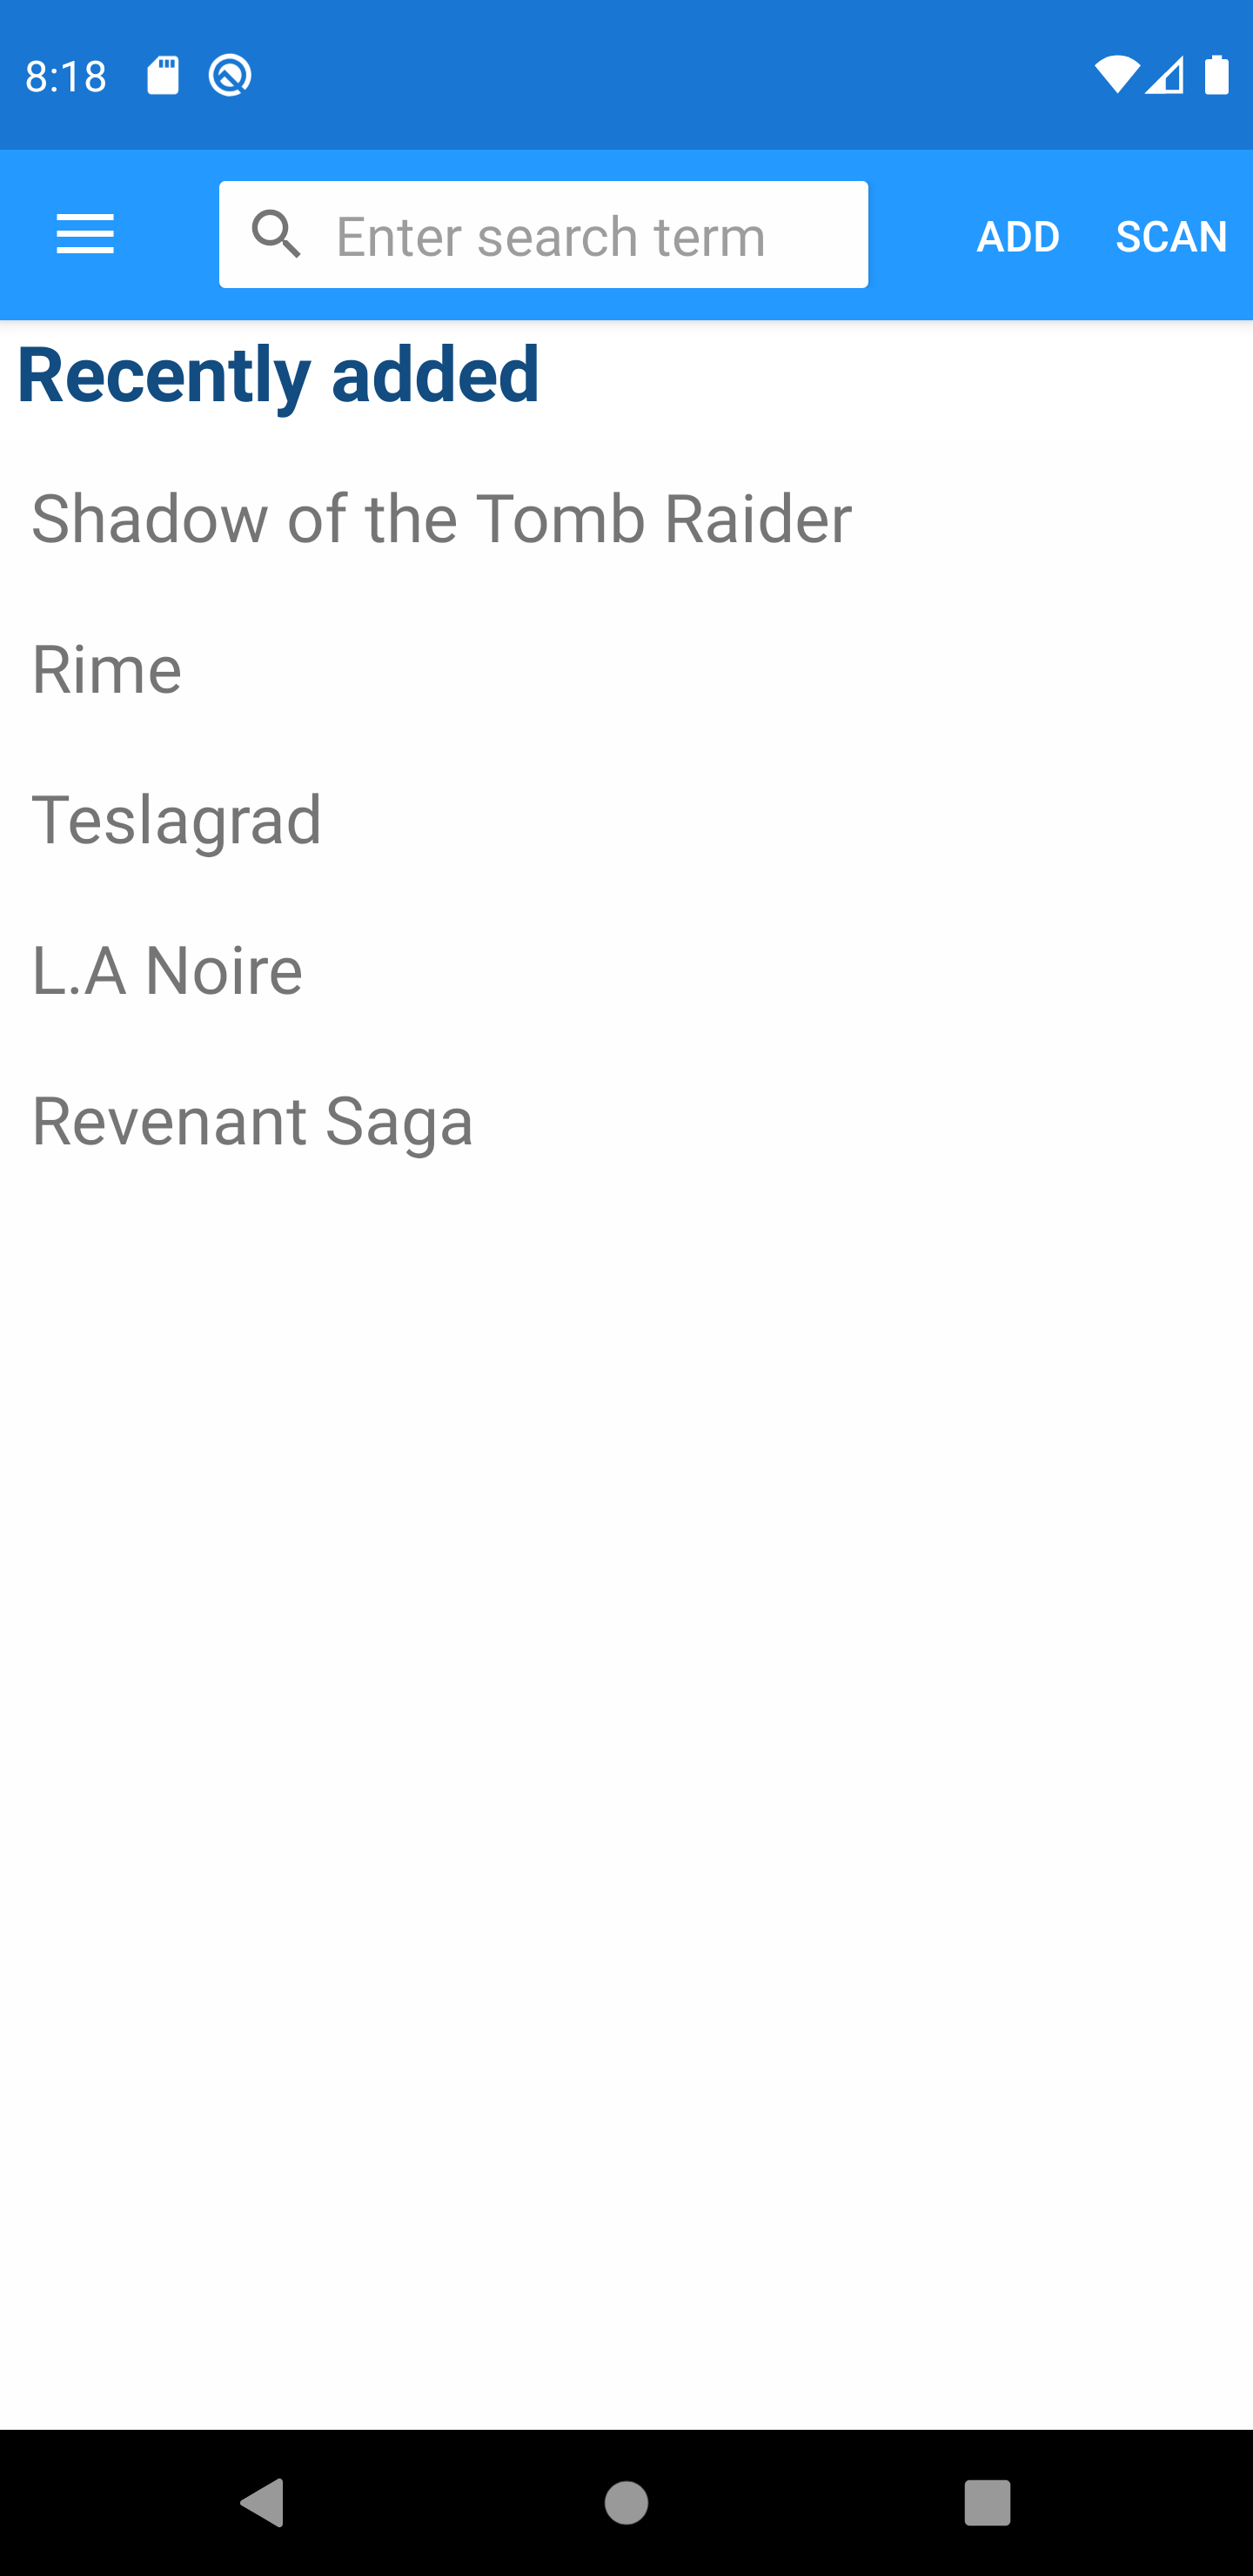 8:18
Enter search term
ADD
SCAN
Recently added
Shadow of the Tomb Raider
Rime
Teslagrad
L.A Noire
Revenant Saga